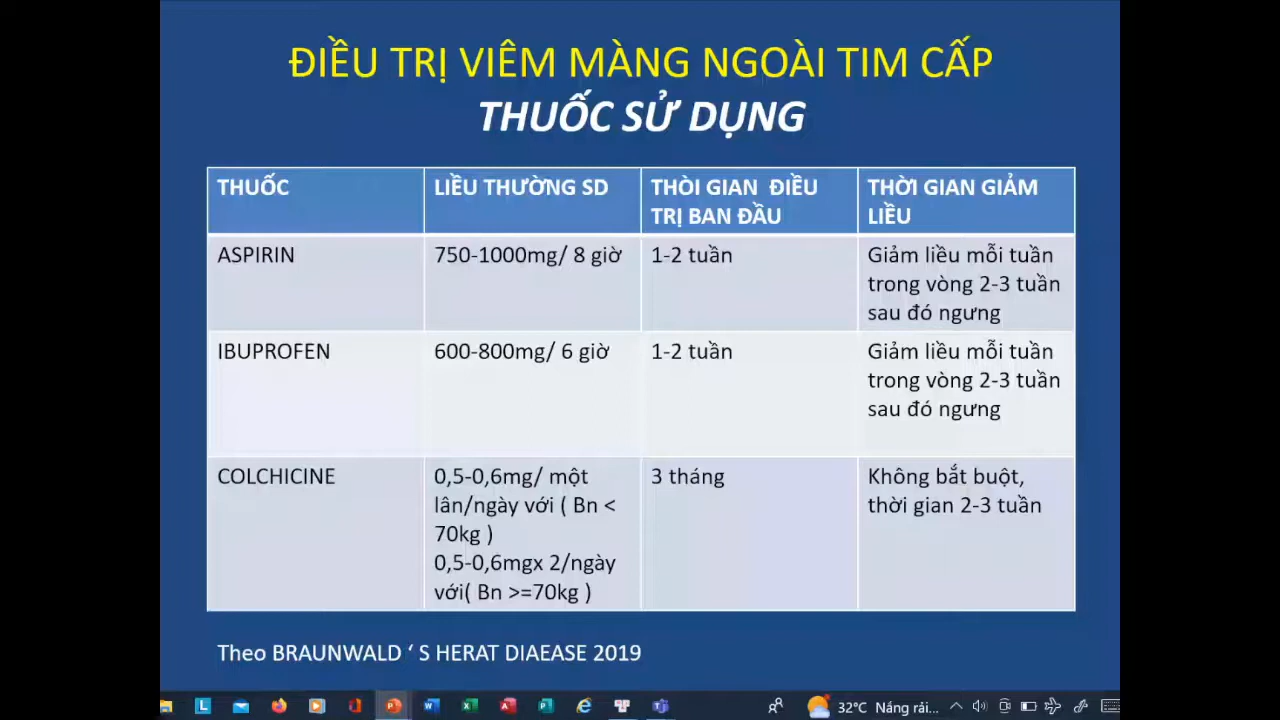 ĐIỀU TRỊ VIÊM MÀNG NGOÀI TIM CẤP
THUỐC SỬ DỤNG
THUỐC
LIỀU THƯỜNG SD
THÒI GIAN ĐIỀU
TRỊ BAN ĐẦU
THỜI GIAN GIẢM
LIỀU
ASPIRIN
750-1000mg/ 8 giờ
1-2 tuần
Giảm liều mỗi tuần
trong vòng 2-3 tuần
sau đó ngưng
IBUPROFEN
600-800mg/ 6 giờ
1-2 tuần
Giảm liều mỗi tuần
trong vòng 2-3 tuần
sau đó ngưng
COLCHICINE
0,5-0,6mg/ một
lân/ngày với ( Bn <
70kg )
0,5-0,6mgx 2/ngày
với( Bn >=70kg )
3 tháng
Không bắt buột,
thời gian 2-3 tuần
Theo BRAUNWALD ‘ S HERAT DIAEASE 2019
32°C Nắng rải...